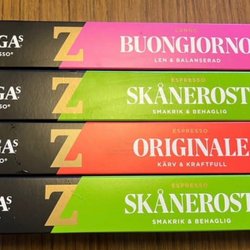 GAS
Z
LUNGO
BUONGIORNO
LEN & BALANSERAD
GAS
Z
ESPRESSO
SKÅNEROST
SMAKRIK & BEHAGLIG
GAS
Z
ESPRESSO
ORIGINALE
KÄRV & KRAFTFULL
GAS
Z
ESPRESSO
SKÅNEROST
SMAKRIK & BEHAGLIG